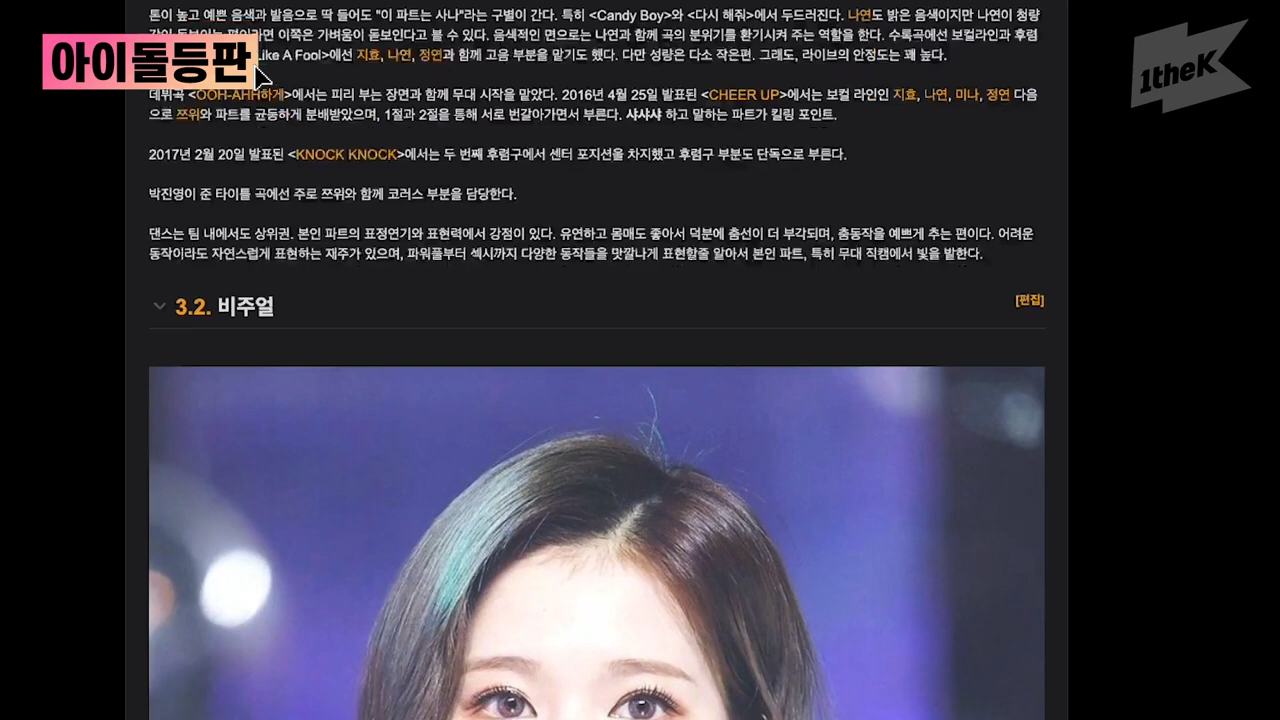 톤이 높고 예쁜 음색과 발음으로 딱 들어도 "이 파트는 사나"라는 구별이 간다. 특히 <Candy Boy>와 <다시 해줘>에서 두드러진다. 나연도 밝은 음색이지만 나연이 청량
라면 이쪽은 가벼움이 돋보인다고 볼 수 있다. 음색적인 면으로는 나연과 함께 곡의 분위기를 환기시켜 주는 역할을 한다. 수록곡에선 보컬라인과 후렴
아이돌등판
Like A Fool>에선 지효, 나연, 정연과 함께 고음 부분을 맡기도 했다. 다만 성량은 다소 작은편. 그래도, 라이브의 안정도는 꽤 높다.
1theK
데뷔곡 <OOH-AHH하게>에서는 피리 부는 장면과 함께 무대 시작을 맡았다. 2016년 4월 25일 발표된 <CHEER UP>에서는 보컬 라인인 지효, 나연, 미나, 정연 다음
으로 쯔위와 파트를 균등하게 분배받았으며, 1절과 2절을 통해 서로 번갈아가면서 부른다. 샤샤샤 하고 말하는 파트가 킬링 포인트.
2017년 2월 20일 발표된 <KNOCK KNOCK>에서는 두 번째 후렴구에서 센터 포지션을 차지했고 후렴구 부분도 단독으로 부른다.
박진영이 준 타이틀 곡에선 주로 쯔위와 함께 코러스 부분을 담당한다.
댄스는 팀 내에서도 상위권. 본인 파트의 표정연기와 표현력에서 강점이 있다. 유연하고 몸매도 좋아서 덕분에 춤선이 더 부각되며, 춤동작을 예쁘게 추는 편이다. 어려운
동작이라도 자연스럽게 표현하는 재주가 있으며, 파워풀부터 섹시까지 다양한 동작들을 맛깔나게 표현할줄 알아서 본인 파트, 특히 무대 직캠에서 빛을 발한다.
3.2. 비주얼
[편집]